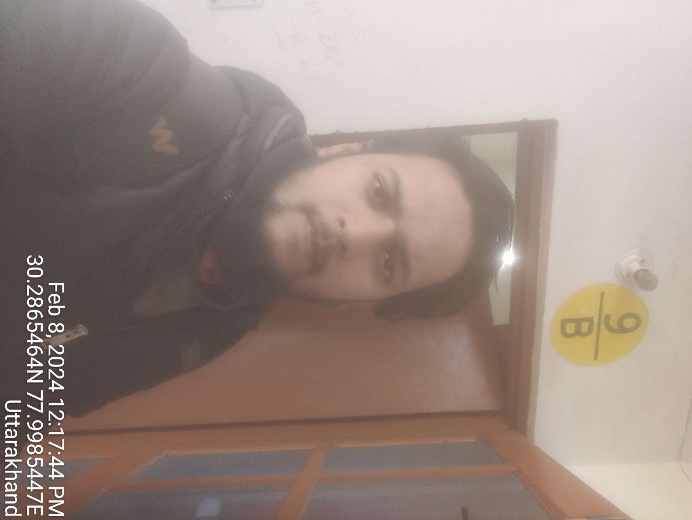 9
B
Feb 8, 2024 12:17:44 PM
30.2865464N 77.9985447E
Uttarakhand